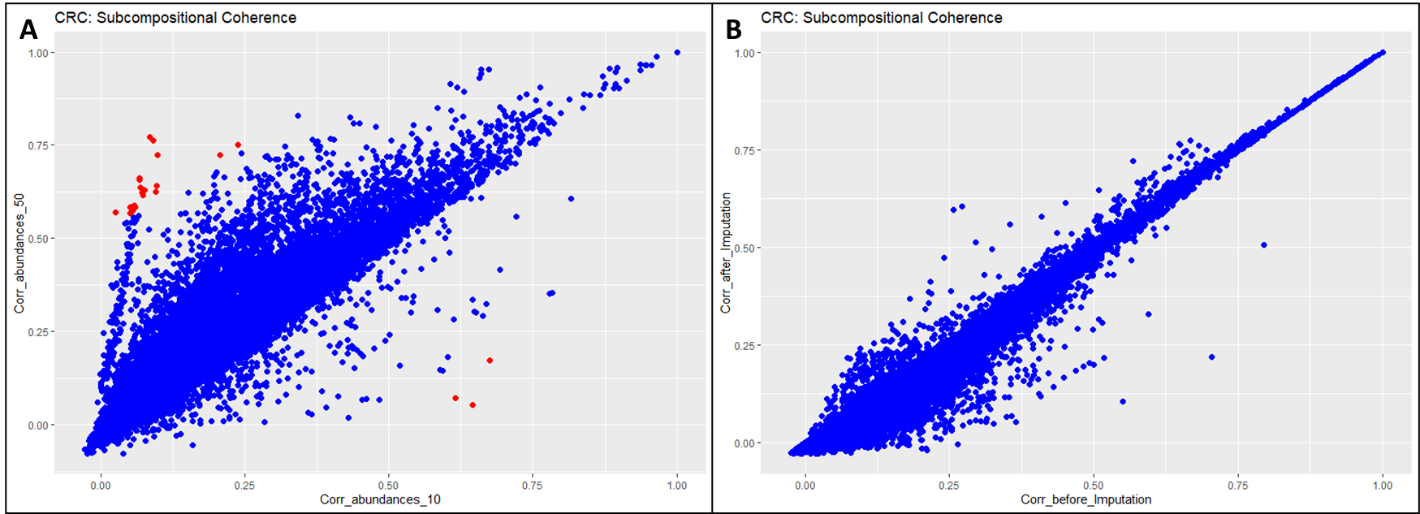 A
CRC: Subcompositional Coherence
1.00
0.75
0.50
0.25
0.00
Corr_abundances_50
0.00 0.25 0.50 0.75 1.00
Corr_abundances_10
B
CRC: Subcompositional Coherence
1.00
0.75
0.50
0.25
0.00
Corr_after_Imputation
0.00 0.25 0.50 0.75 1.00
Corr_before_Imputation